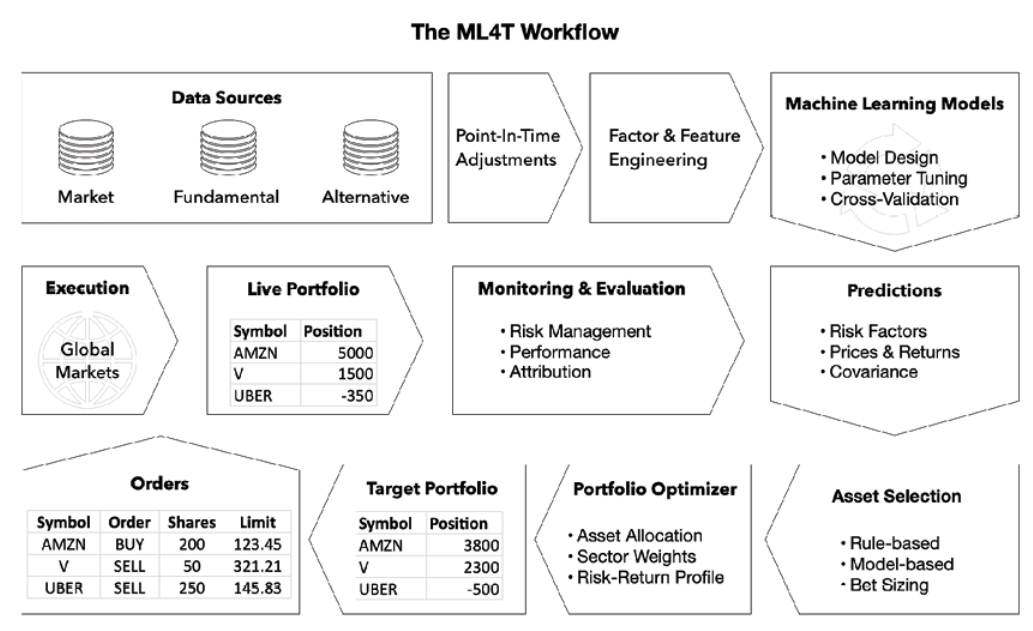 The ML4T Workflow
Data Sources
Market Fundamental Alternative
Point-In-Time
Adjustments
Factor & Feature
Engineering
Machine Learning Models
• Model Design
• Parameter Tuning
• Cross-Validation
Execution
Global
Markets
Live Portfolio
Symbol Position
AMZN 5000
V 1500
UBER -350
Monitoring & Evaluation
• Risk Management
• Performance
• Attribution
Predictions
• Risk Factors
• Prices & Returns
• Covariance
Orders
Symbol Order Shares Limit
AMZN BUY 200 123.45
V SELL 50 321.21
UBER SELL 250 145.83
Target Portfolio
Symbol Position
AMZN 3800
V 2300
UBER -500
Portfolio Optimizer
• Asset Allocation
• Sector Weights
• Risk-Return Profile
Asset Selection
• Rule-based
• Model-based
• Bet Sizing